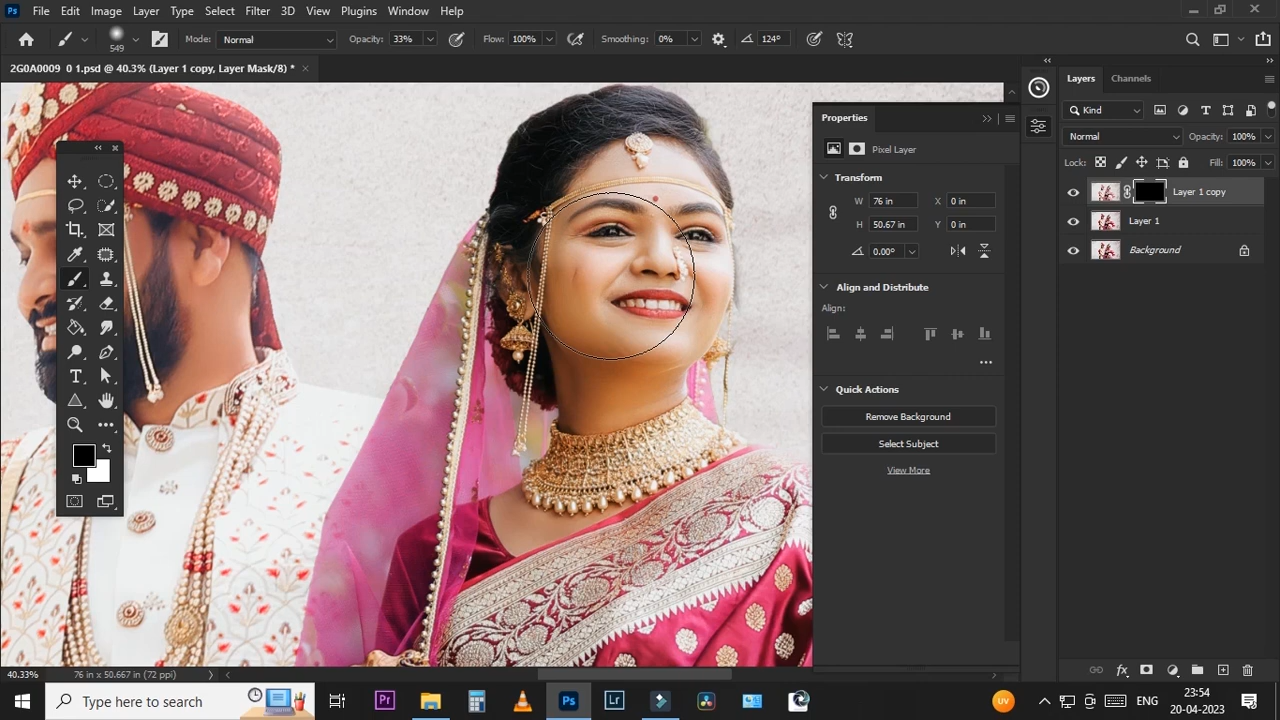 Ps File Edit Image Layer Type Select Filter 3D View Plugins Window Help
549 Mode: Normal Opacity: 33% Flow: 100% Smoothing: 0% 124°
2G0A0009 0 1.psd @ 40.3% (Layer 1 copy, Layer Mask/8) * ×
Properties
Pixel Layer
Transform
W 76 in X 0 in
H 50.67 in Y 0 in
0.00°
Align and Distribute
Align:
Quick Actions
Remove Background
Select Subject
View More
Layers Channels
Kind
Normal Opacity: 100%
Lock: Fill: 100%
Layer 1 copy
Layer 1
Background
40.33% 76 in x 50.667 in (72 ppi)
Type here to search
Pr Ps Lr UV ENG 23:54
20-04-2023